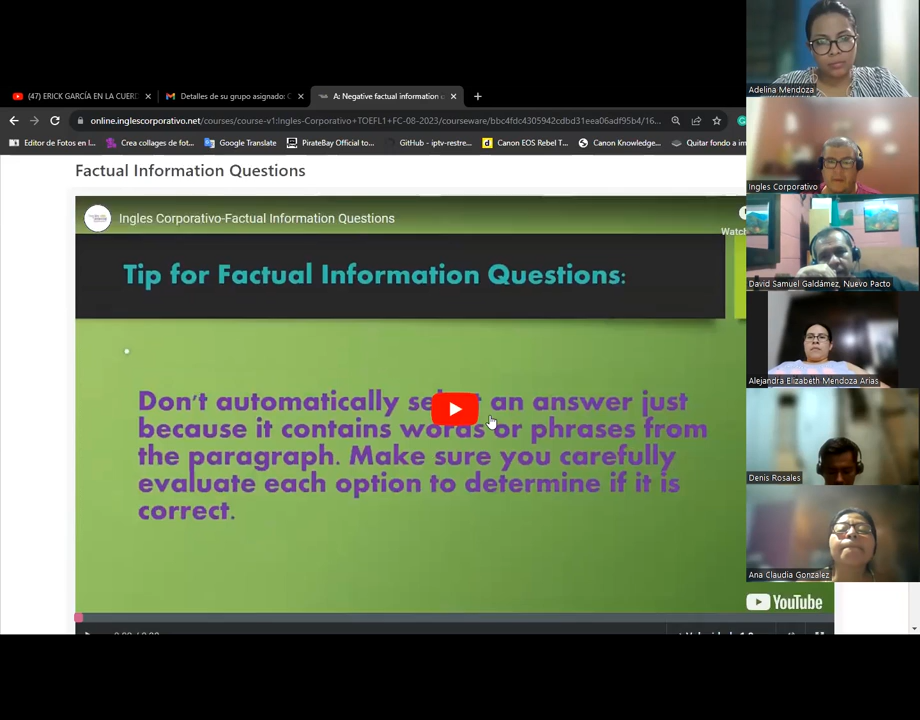 (47) ERICK GARCÍA EN LA CUER
Detalles de su grupo asignado: C
A: Negative factual information
online.inglescorporativo.net/courses/course-v1:Ingles-Corporativo+TOEFL1+FC-08-2023/courseware/bbc4fdc4305942cdbd31eea06adf95b4/16...
Editor de Fotos en l...
Crea collages de fot...
Google Translate
PirateBay Official to...
GitHub - iptv-restre...
Canon EOS Rebel T...
Canon Knowledge...
Quitar fondo a im
Factual Information Questions
Ingles Corporativo-Factual Information Questions
Watch
Tip for Factual Information Questions:
Don't automatically an answer just
because it contains words or phrases from
the paragraph. Make sure you carefully
evaluate each option to determine if it is
correct.
YouTube
Adelina Mendoza
Ingles Corporativo
David Samuel Galdámez, Nuevo Pacto
Alejandra Elizabeth Mendoza Arias
Denis Rosales
Ana Claudia González